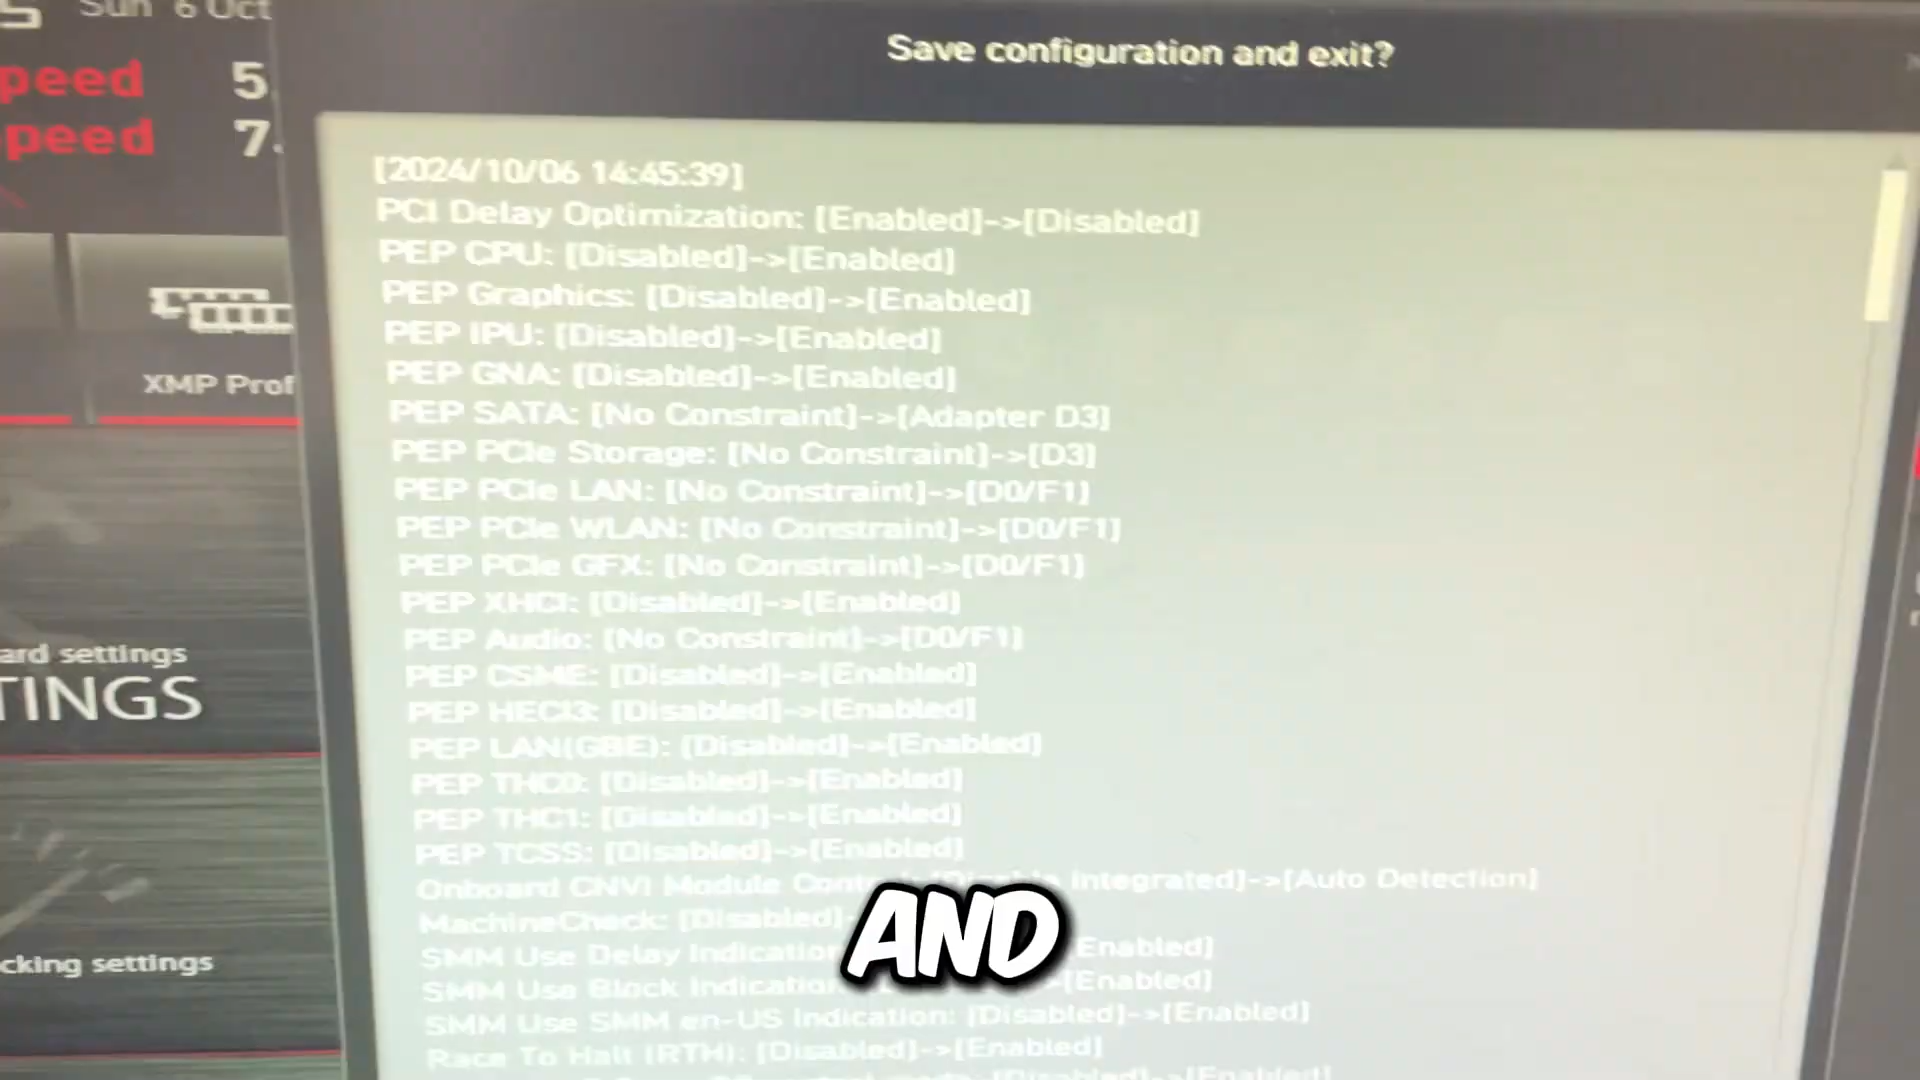 Sun 6 Oct
peed 5.
peed 7.
XMP Prof
ard settings
TINGS
cking settings
Save configuration and exit?
[2024/10/06 14:45:39]
PCI Delay Optimization: [Enabled]->[Disabled]
PEP CPU: [Disabled]->[Enabled]
PEP Graphics: [Disabled]->[Enabled]
PEP IPU: [Disabled]->[Enabled]
PEP GNA: [Disabled]->[Enabled]
PEP SATA: [No Constraint]->[Adapter D3]
PEP PCIe Storage: [No Constraint]->[D3]
PEP PCIe LAN: [No Constraint]->[D0/F1]
PEP PCIe WLAN: [No Constraint]->[D0/F1]
PEP PCIe GFX: [No Constraint]->[D0/F1]
PEP XHCI: [Disabled]->[Enabled]
PEP Audio: [No Constraint]->[D0/F1]
PEP CSME: [Disabled]->[Enabled]
PEP HECI3: [Disabled]->[Enabled]
PEP LAN(GBE): [Disabled]->[Enabled]
PEP THC0: [Disabled]->[Enabled]
PEP THC1: [Disabled]->[Enabled]
PEP TCSS: [Disabled]->[Enabled]
Onboard CNVi Module Cont Integrated]->[Auto Detection]
MachineCheck: [Disabled]-
SMM Use Delay Indication Enabled]
SMM Use Block Indication >[Enabled]
SMM Use SMM en-US Indication: [Disabled]->[Enabled]
Race To Halt (RTH): [Disabled]->[Enabled]
[Disabled]->[Enabled]
AND